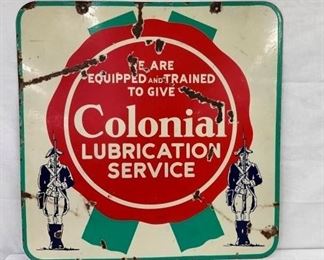 WE ARE
EQUIPPED AND TRAINED
TO GIVE
Colonial
LUBRICATION
SERVICE